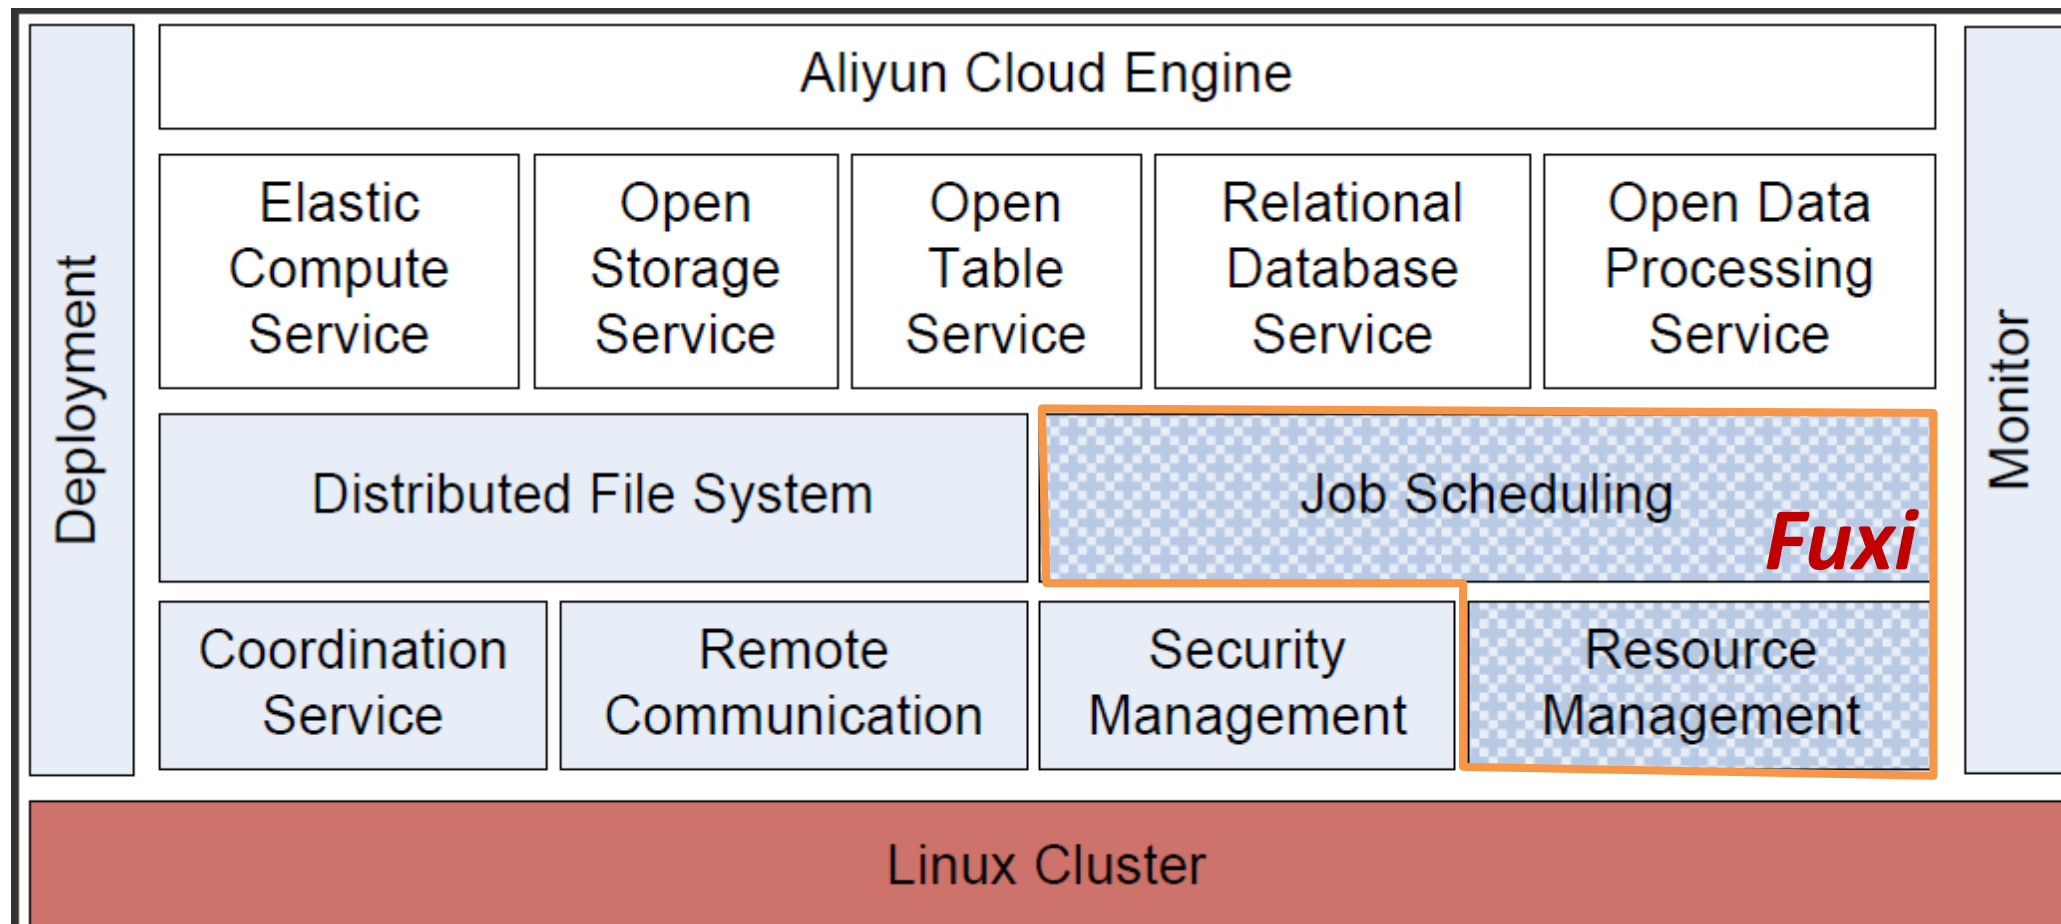 Aliyun Cloud Engine
Deployment
Elastic
Compute
Service
Open
Storage
Service
Open
Table
Service
Relational
Database
Service
Open Data
Processing
Service
Monitor
Distributed File System
Job Scheduling
Fuxi
Coordination
Service
Remote
Communication
Security
Management
Resource
Management
Linux Cluster